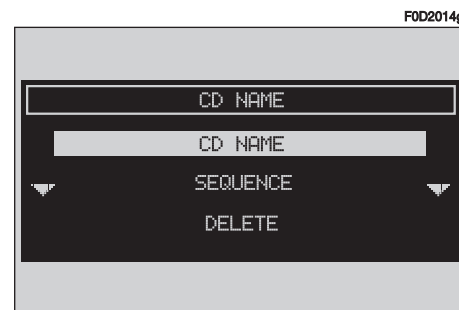 F0D2014g
CD NAME
CD NAME
SEQUENCE
DELETE